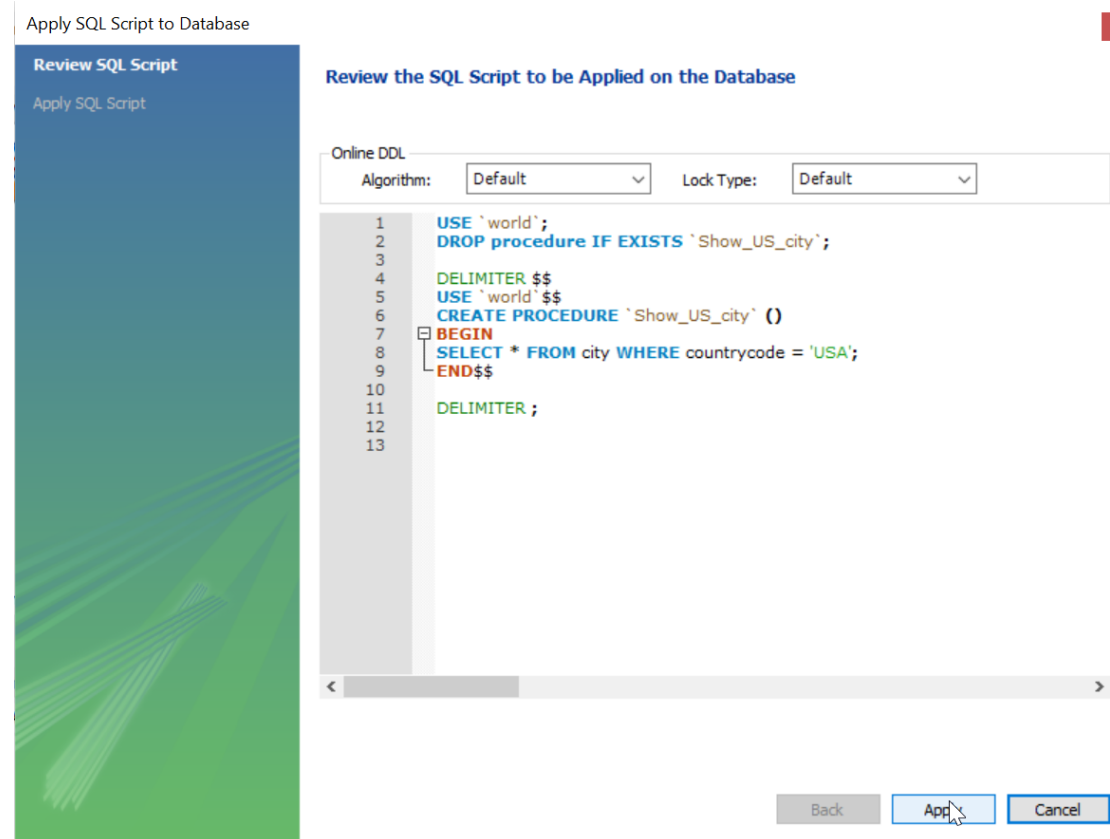 Apply SQL Script to Database
Review SQL Script
Apply SQL Script
Review the SQL Script to be Applied on the Database
Online DDL
Algorithm: Default Lock Type: Default
1 USE `world`;
2 DROP procedure IF EXISTS `Show_US_city`;
3
4 DELIMITER $$
5 USE `world`$$
6 CREATE PROCEDURE `Show_US_city` ()
7 BEGIN
8 SELECT * FROM city WHERE countrycode = 'USA';
9 END$$
10
11 DELIMITER ;
12
13
Back Apply Cancel